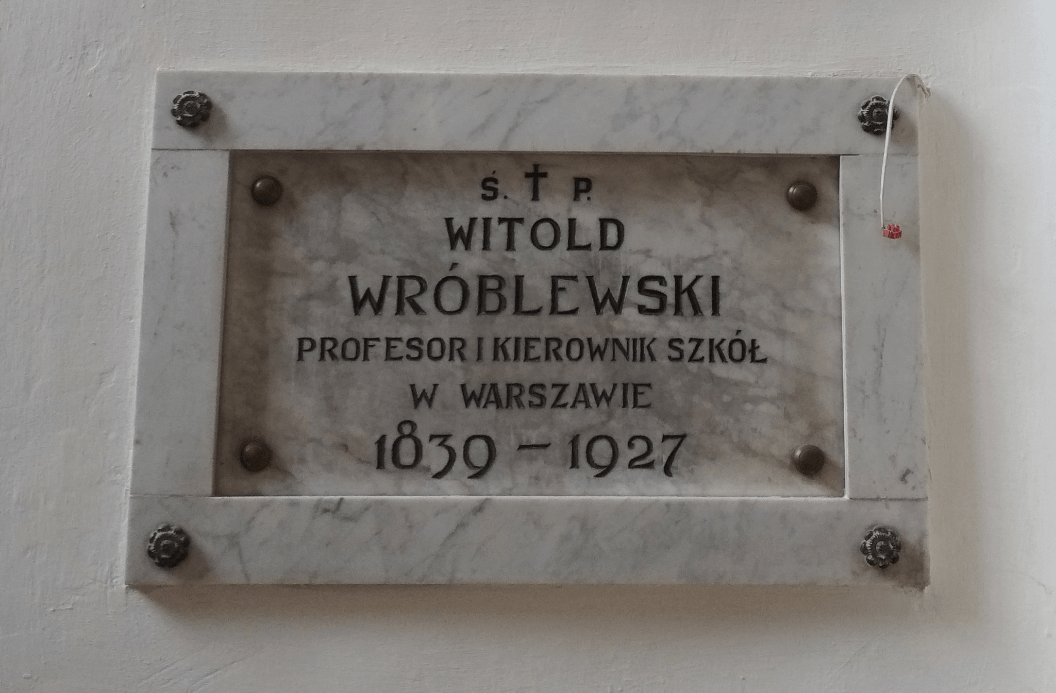 Ś. † P.
WITOLD
WRÓBLEWSKI
PROFESOR I KIEROWNIK SZKÓŁ
W WARSZAWIE
1839 – 1927